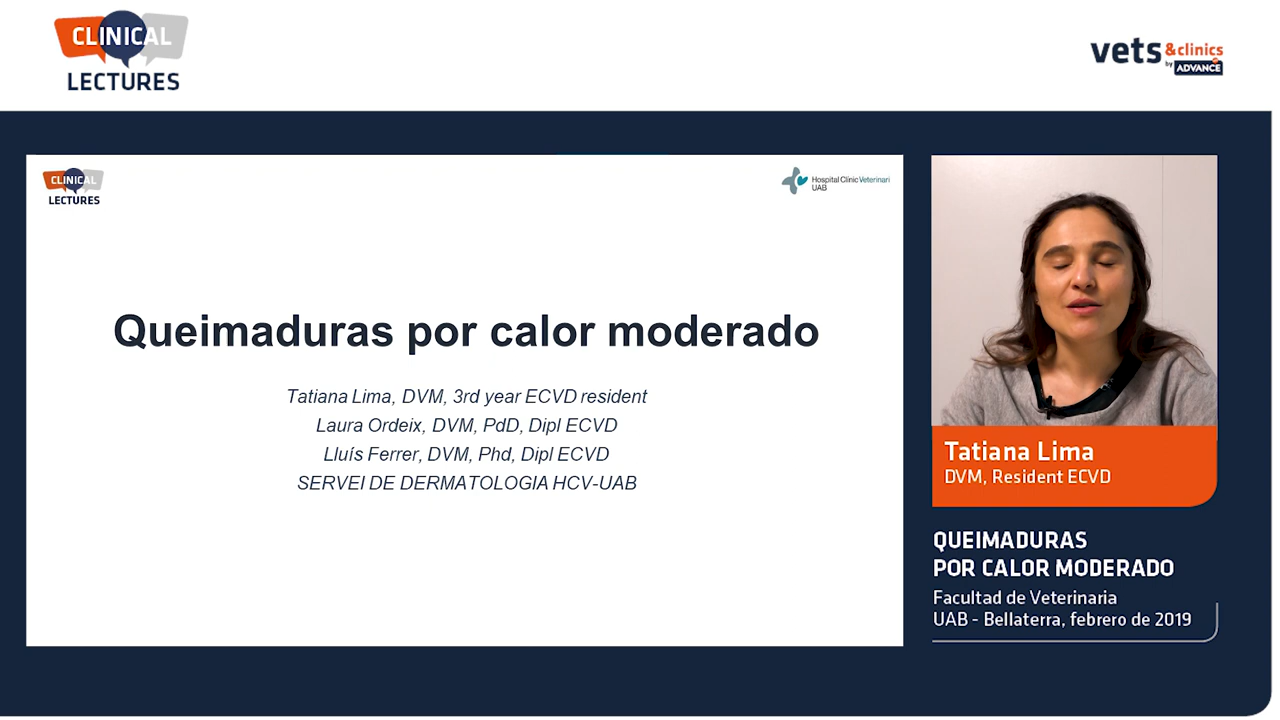 CLINICAL
LECTURES
vets &clinics
by ADVANCE
CLINICAL
LECTURES
Hospital Clínic Veterinari
UAB
Queimaduras por calor moderado
Tatiana Lima, DVM, 3rd year ECVD resident
Laura Ordeix, DVM, PdD, Dipl ECVD
Lluís Ferrer, DVM, Phd, Dipl ECVD
SERVEI DE DERMATOLOGIA HCV-UAB
Tatiana Lima
DVM, Resident ECVD
QUEIMADURAS
POR CALOR MODERADO
Facultad de Veterinaria
UAB - Bellaterra, febrero de 2019